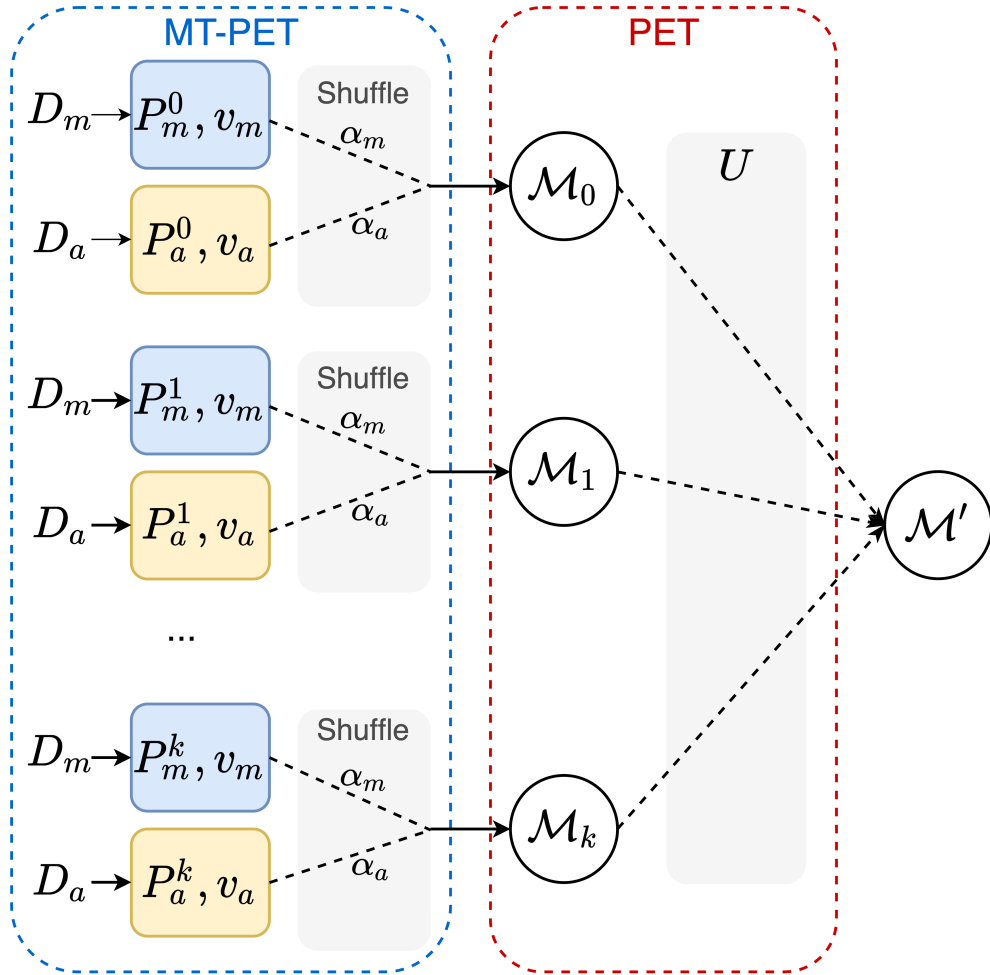 MT-PET
PET
D_m
P_m^0, v_m
Shuffle
α_m
D_a
P_a^0, v_a
α_a
M_0
U
D_m
P_m^1, v_m
Shuffle
α_m
D_a
P_a^1, v_a
α_a
M_1
M'
...
D_m
P_m^k, v_m
Shuffle
α_m
D_a
P_a^k, v_a
α_a
M_k